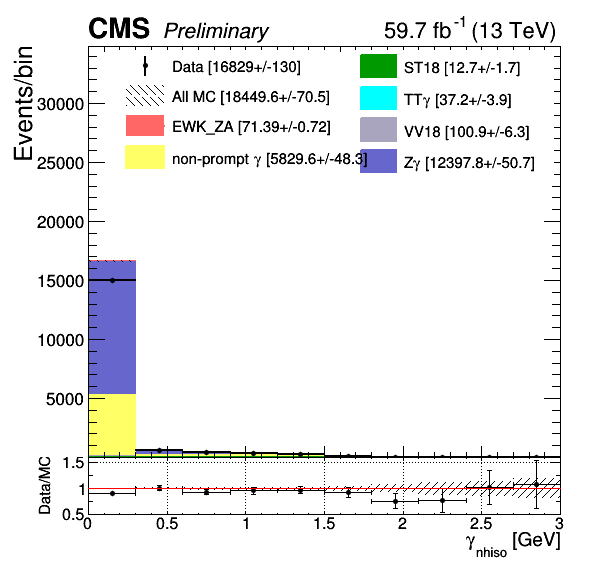 CMS Preliminary 59.7 fb⁻¹ (13 TeV)
Events/bin
Data [16829+/-130]
All MC [18449.6+/-70.5]
EWK_ZA [71.39+/-0.72]
non-prompt γ [5829.6+/-48.3]
ST18 [12.7+/-1.7]
TTγ [37.2+/-3.9]
VV18 [100.9+/-6.3]
Zγ [12397.8+/-50.7]
30000
25000
20000
15000
10000
5000
Data/MC
1.5
1
0.5
0 0.5 1 1.5 2 2.5 3
γ_nhiso [GeV]